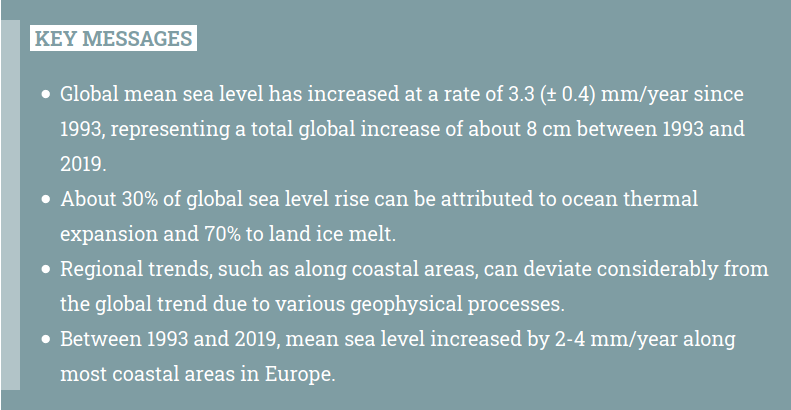 KEY MESSAGES
• Global mean sea level has increased at a rate of 3.3 (± 0.4) mm/year since
1993, representing a total global increase of about 8 cm between 1993 and
2019.
• About 30% of global sea level rise can be attributed to ocean thermal
expansion and 70% to land ice melt.
• Regional trends, such as along coastal areas, can deviate considerably from
the global trend due to various geophysical processes.
• Between 1993 and 2019, mean sea level increased by 2-4 mm/year along
most coastal areas in Europe.